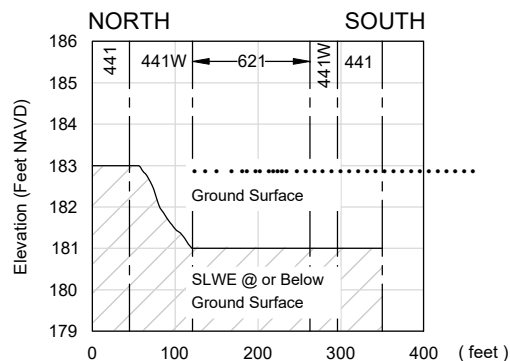 NORTH SOUTH
186
185
184
183
182
181
180
179
Elevation (Feet NAVD)
441 441W 621 441W 441
Ground Surface
SLWE @ or Below
Ground Surface
0 100 200 300 400 ( feet )